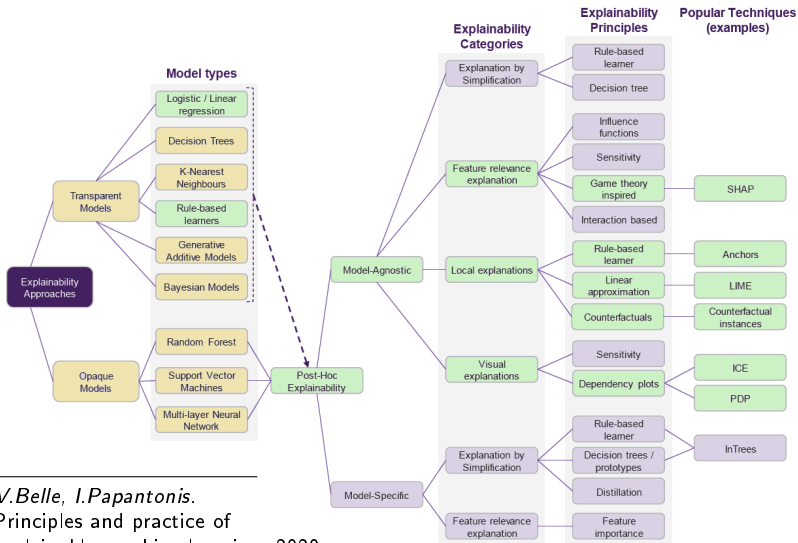 Explainability
Categories
Explainability
Principles
Popular Techniques
(examples)
Model types
Explainability
Approaches
Transparent
Models
Opaque
Models
Logistic / Linear
regression
Decision Trees
K-Nearest
Neighbours
Rule-based
learners
Generative
Additive Models
Bayesian Models
Random Forest
Support Vector
Machines
Multi-layer Neural
Network
Post-Hoc
Explainability
Model-Agnostic
Model-Specific
Explanation by
Simplification
Feature relevance
explanation
Local explanations
Visual
explanations
Explanation by
Simplification
Feature relevance
explanation
Rule-based
learner
Decision tree
Influence
functions
Sensitivity
Game theory
inspired
Interaction based
Rule-based
learner
Linear
approximation
Counterfactuals
Sensitivity
Dependency plots
Rule-based
learner
Decision trees /
prototypes
Distillation
Feature
importance
SHAP
Anchors
LIME
Counterfactual
instances
ICE
PDP
InTrees
V.Belle, I.Papantonis.
Principles and practice of